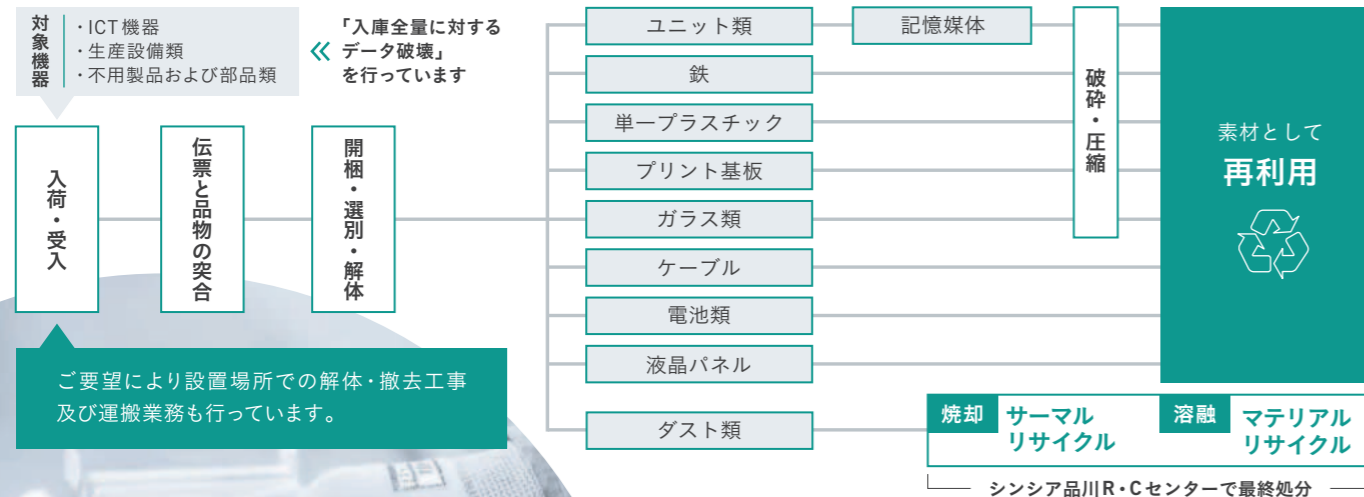 対象機器
・ICT機器
・生産設備類
・不用製品および部品類
「入庫全量に対する
データ破壊」
を行っています
入荷・受入
伝票と品物の突合
開梱・選別・解体
ご要望により設置場所での解体・撤去工事
及び運搬業務も行っています。
ユニット類
鉄
単一プラスチック
プリント基板
ガラス類
ケーブル
電池類
液晶パネル
ダスト類
記憶媒体
破砕・圧縮
素材として
再利用
焼却
サーマル
リサイクル
溶融
マテリアル
リサイクル
シンシア品川R・Cセンターで最終処分